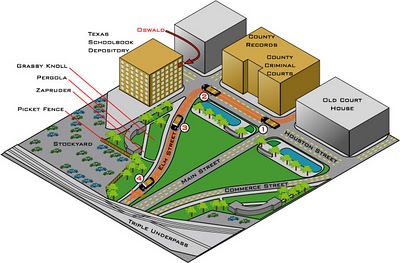 Texas
Schoolbook
Depository
Oswald
County
Records
County
Criminal
Courts
Grassy Knoll
Pergola
Zapruder
Picket Fence
Old Court
House
Stockyard
Elm Street
Main Street
Houston
Street
Commerce Street
Triple Underpass
1
2
3
4